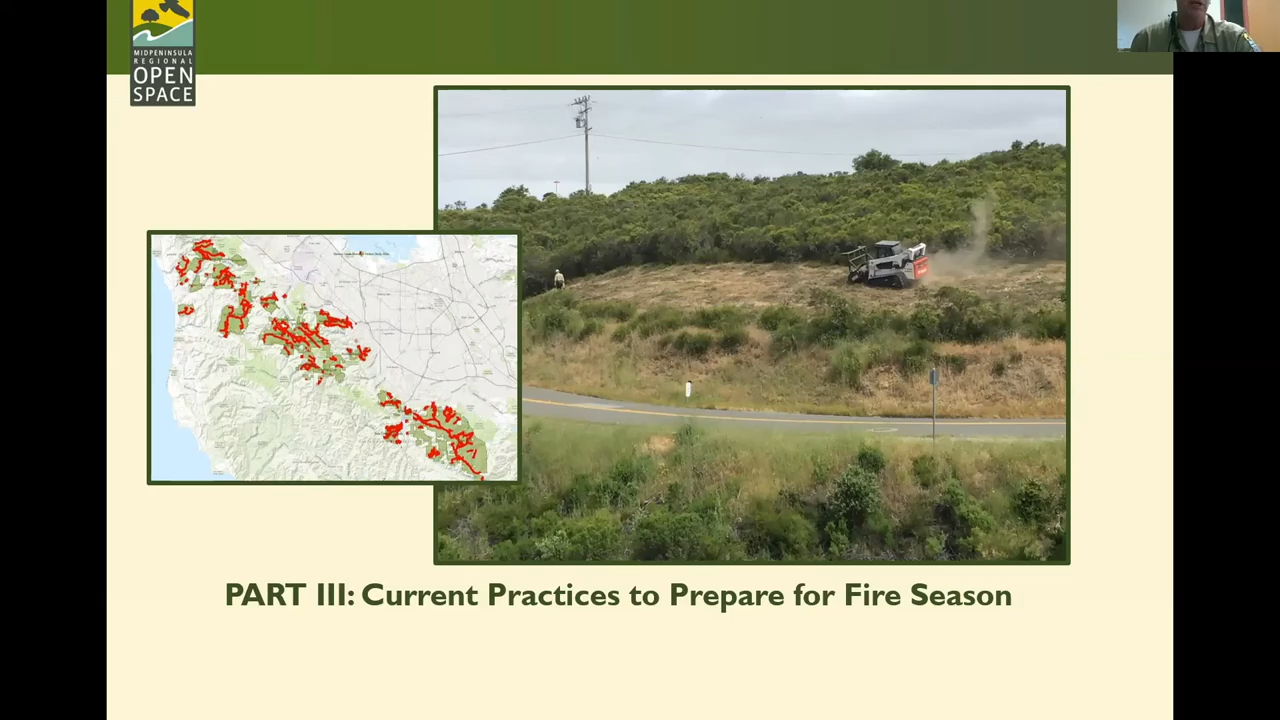 MIDPENINSULA
REGIONAL
OPEN
SPACE
PART III: Current Practices to Prepare for Fire Season